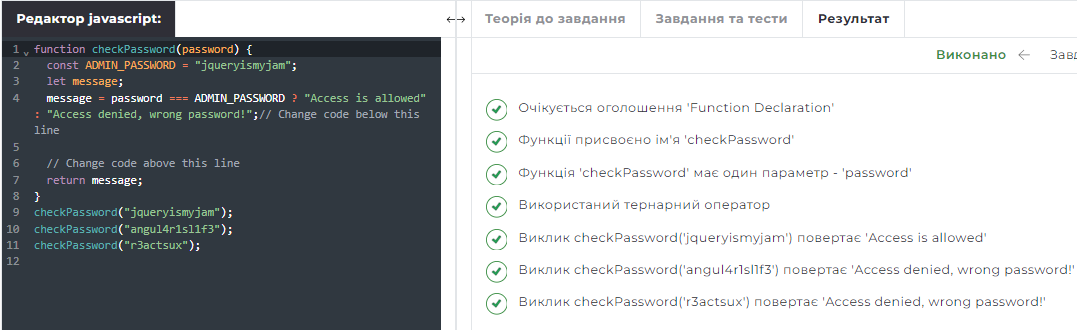 Редактор javascript:
Теорія до завдання
Завдання та тести
Результат
1 function checkPassword(password) {
2 const ADMIN_PASSWORD = "jqueryismyjam";
3 let message;
4 message = password === ADMIN_PASSWORD ? "Access is allowed"
: "Access denied, wrong password!";// Change code below this
line
5
6 // Change code above this line
7 return message;
8 }
9 checkPassword("jqueryismyjam");
10 checkPassword("angul4r1sl1f3");
11 checkPassword("r3actsux");
12
Виконано ← Завд
Очікується оголошення 'Function Declaration'
Функції присвоєно ім'я 'checkPassword'
Функція 'checkPassword' має один параметр - 'password'
Використаний тернарний оператор
Виклик checkPassword('jqueryismyjam') повертає 'Access is allowed'
Виклик checkPassword('angul4r1sl1f3') повертає 'Access denied, wrong password!'
Виклик checkPassword('r3actsux') повертає 'Access denied, wrong password!'